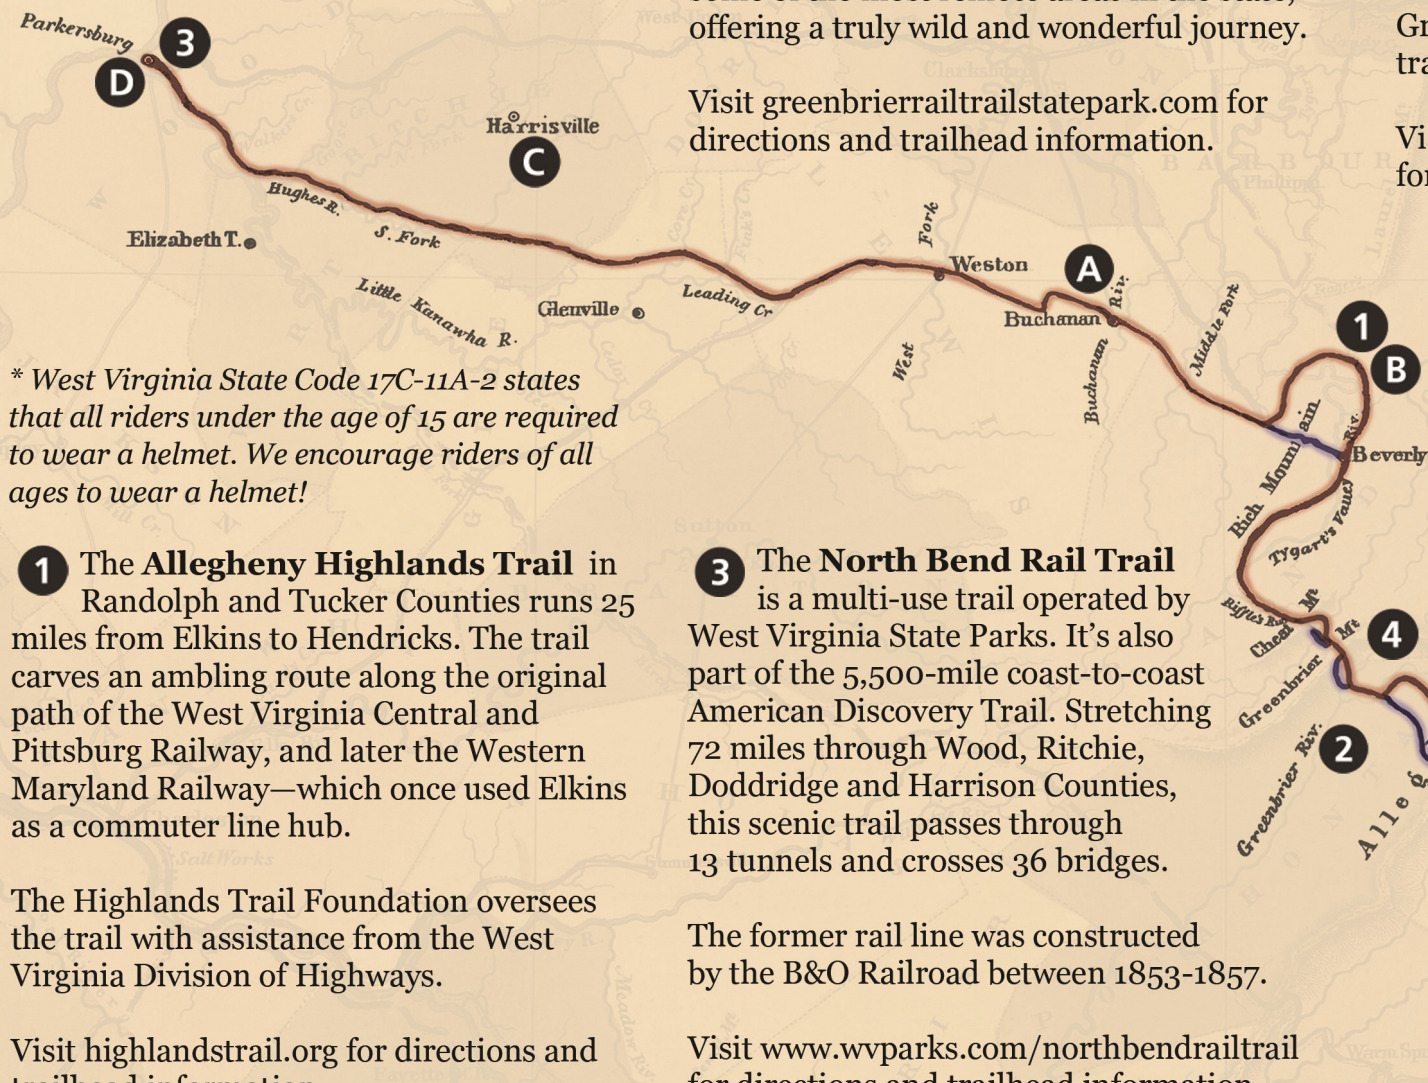 offering a truly wild and wonderful journey.
Visit greenbrierrailtrailstatepark.com for
directions and trailhead information.
Parkersburg
3
D
Harrisville
C
Hughes R.
S. Fork
Elizabeth T.
Little Kanawha R.
Glenville
Leading Cr
West Fork
Weston
A
Buchanan
Buchanan Riv.
Middle Fork
1
B
Rich Mountain
Beverly
Tygart's Valley Riv.
Cheat Mt
Greenbrier Mt
4
2
Greenbrier Riv.
Alleg
* West Virginia State Code 17C-11A-2 states
that all riders under the age of 15 are required
to wear a helmet. We encourage riders of all
ages to wear a helmet!
1 The Allegheny Highlands Trail in
Randolph and Tucker Counties runs 25
miles from Elkins to Hendricks. The trail
carves an ambling route along the original
path of the West Virginia Central and
Pittsburg Railway, and later the Western
Maryland Railway—which once used Elkins
as a commuter line hub.
The Highlands Trail Foundation oversees
the trail with assistance from the West
Virginia Division of Highways.
Visit highlandstrail.org for directions and
trailhead information.
3 The North Bend Rail Trail
is a multi-use trail operated by
West Virginia State Parks. It's also
part of the 5,500-mile coast-to-coast
American Discovery Trail. Stretching
72 miles through Wood, Ritchie,
Doddridge and Harrison Counties,
this scenic trail passes through
13 tunnels and crosses 36 bridges.
The former rail line was constructed
by the B&O Railroad between 1853-1857.
Visit www.wvparks.com/northbendrailtrail
for directions and trailhead information.